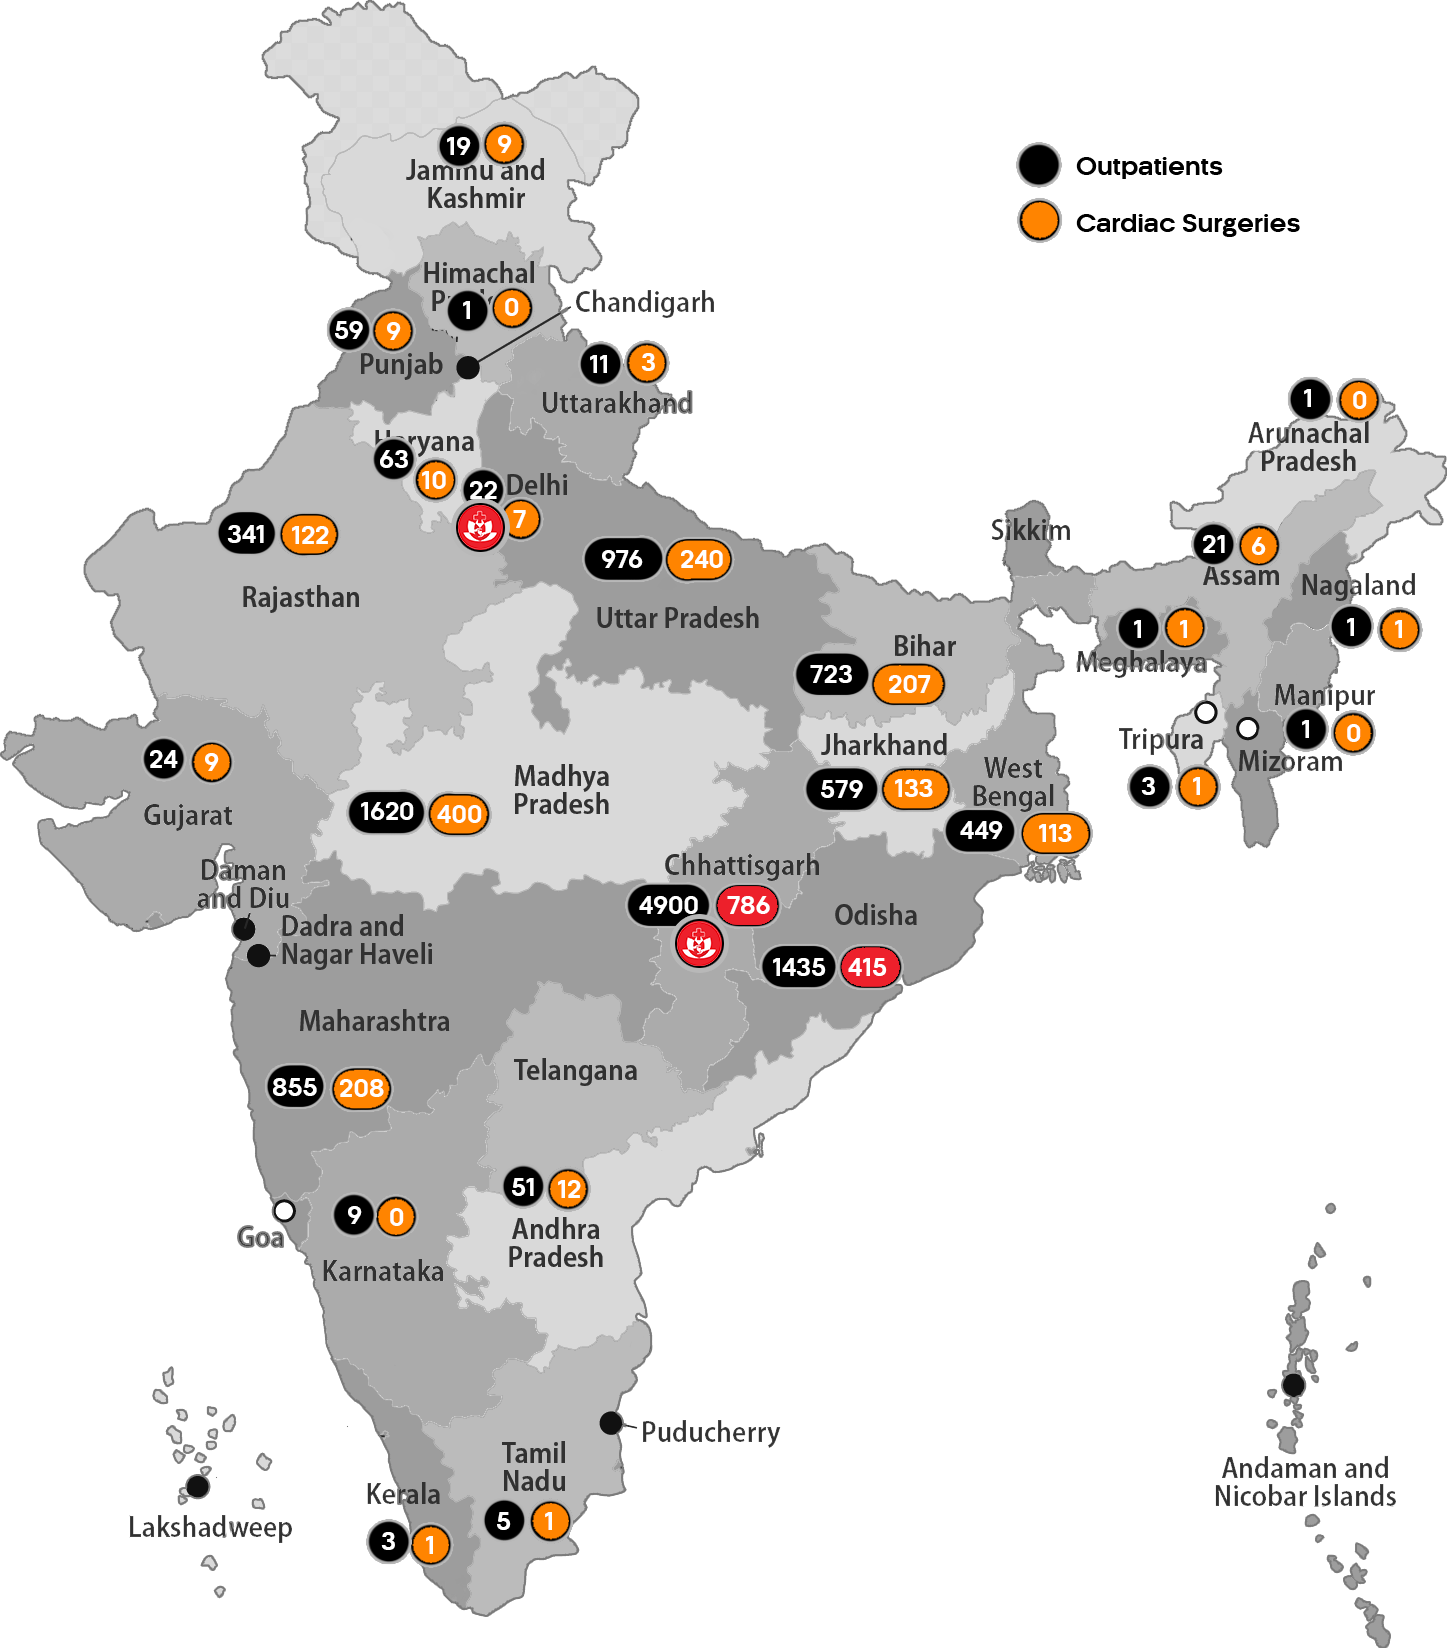 19 9
Jammu and
Kashmir
Outpatients
Cardiac Surgeries
Himachal
1 0
Chandigarh
59 9
Punjab
11 3
Uttarakhand
1 0
Arunachal
Pradesh
Haryana
63
10
22 Delhi
7
341 122
Rajasthan
976 240
Uttar Pradesh
Sikkim
21 6
Assam
Nagaland
1 1
1 1
Meghalaya
Bihar
723 207
Manipur
1 0
Tripura
Mizoram
3 1
24 9
Gujarat
Madhya
Pradesh
1620 400
Jharkhand
579 133
West
Bengal
449 113
Daman
and Diu
Dadra and
Nagar Haveli
Chhattisgarh
4900 786
Odisha
1435 415
Maharashtra
855 208
Telangana
51 12
Andhra
Pradesh
Goa
9 0
Karnataka
Puducherry
Tamil
Nadu
5 1
Kerala
3 1
Lakshadweep
Andaman and
Nicobar Islands